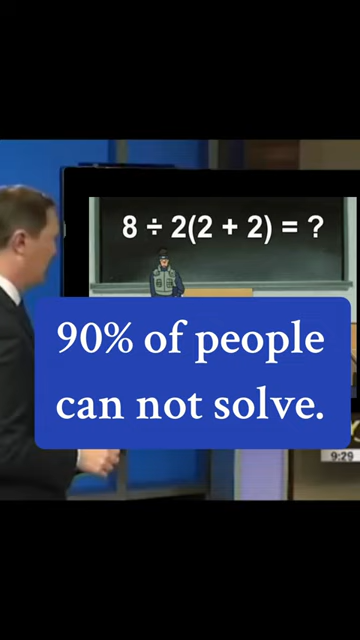 8 ÷ 2(2 + 2) = ?
90% of people
can not solve.
9:29